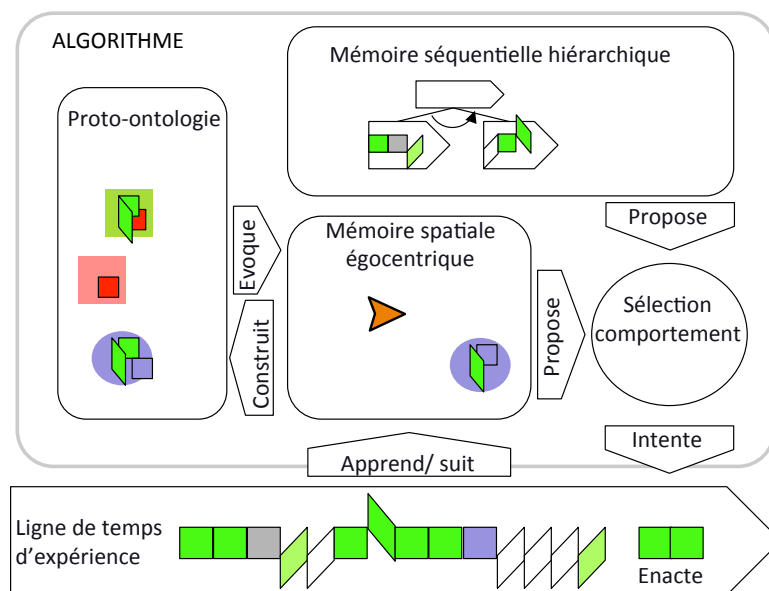 ALGORITHME
Mémoire séquentielle hiérarchique
Proto-ontologie
Propose
Evoque
Mémoire spatiale
égocentrique
Construit
Propose
Sélection
comportement
Intente
Apprend/ suit
Ligne de temps
d'expérience
Enacte